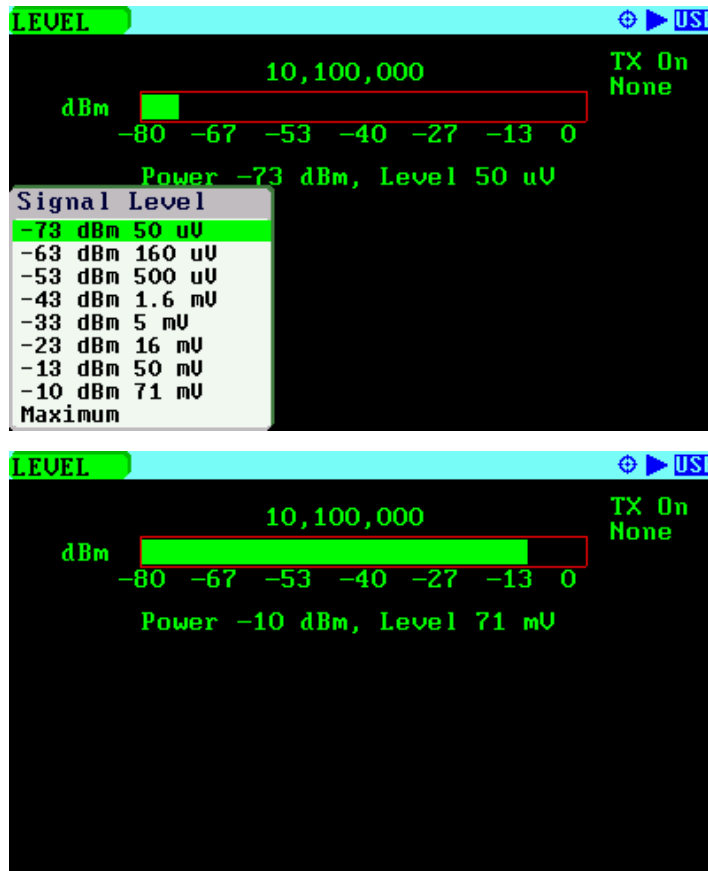 LEVEL
10,100,000
TX On
None
dBm
-80 -67 -53 -40 -27 -13 0
Power -73 dBm, Level 50 uV
Signal Level
-73 dBm 50 uV
-63 dBm 160 uV
-53 dBm 500 uV
-43 dBm 1.6 mV
-33 dBm 5 mV
-23 dBm 16 mV
-13 dBm 50 mV
-10 dBm 71 mV
Maximum
LEVEL
10,100,000
TX On
None
dBm
-80 -67 -53 -40 -27 -13 0
Power -10 dBm, Level 71 mV